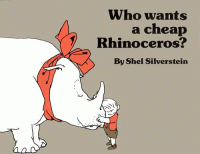 Who wants
a cheap
Rhinoceros?
By Shel Silverstein